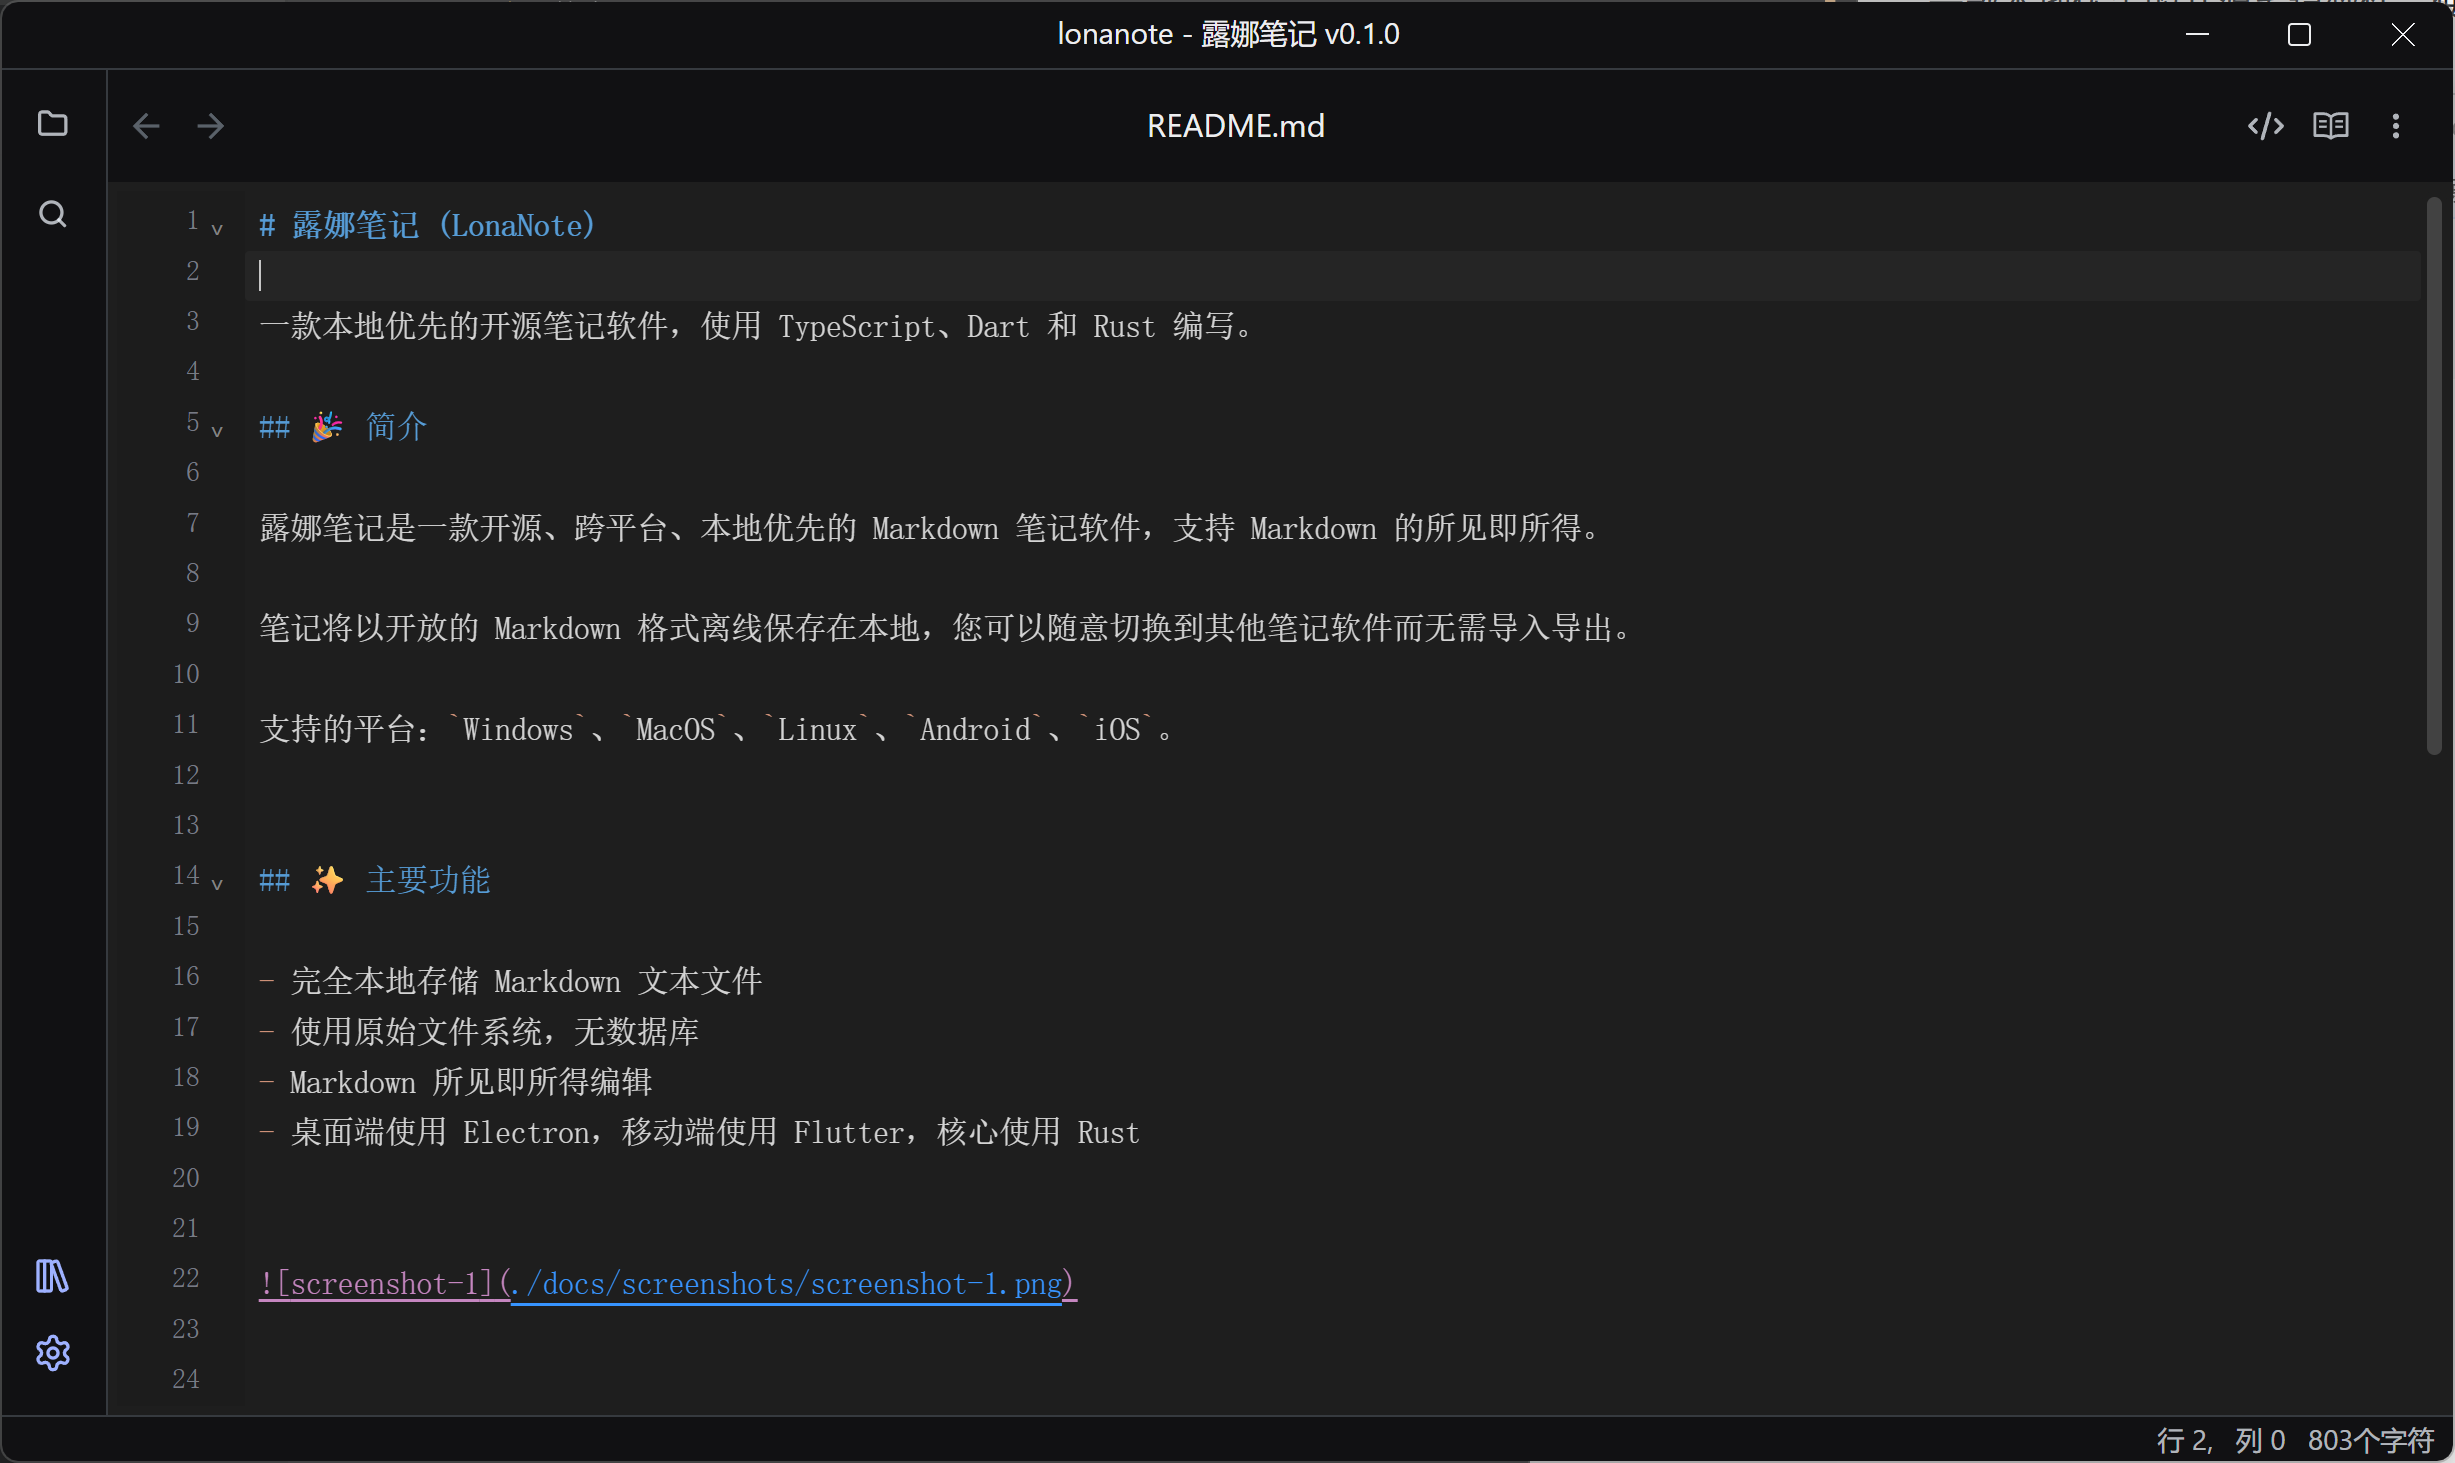 lonanote - 露娜笔记 v0.1.0
README.md
1 # 露娜笔记 (LonaNote)
2
3 一款本地优先的开源笔记软件，使用 TypeScript、Dart 和 Rust 编写。
4
5 ## 🎉 简介
6
7 露娜笔记是一款开源、跨平台、本地优先的 Markdown 笔记软件，支持 Markdown 的所见即所得。
8
9 笔记将以开放的 Markdown 格式离线保存在本地，您可以随意切换到其他笔记软件而无需导入导出。
10
11 支持的平台：`Windows`、`MacOS`、`Linux`、`Android`、`iOS`。
12
13
14 ## ✨ 主要功能
15
16 - 完全本地存储 Markdown 文本文件
17 - 使用原始文件系统，无数据库
18 - Markdown 所见即所得编辑
19 - 桌面端使用 Electron，移动端使用 Flutter，核心使用 Rust
20
21
22 ![screenshot-1](./docs/screenshots/screenshot-1.png)
23
24
行 2, 列 0 803个字符